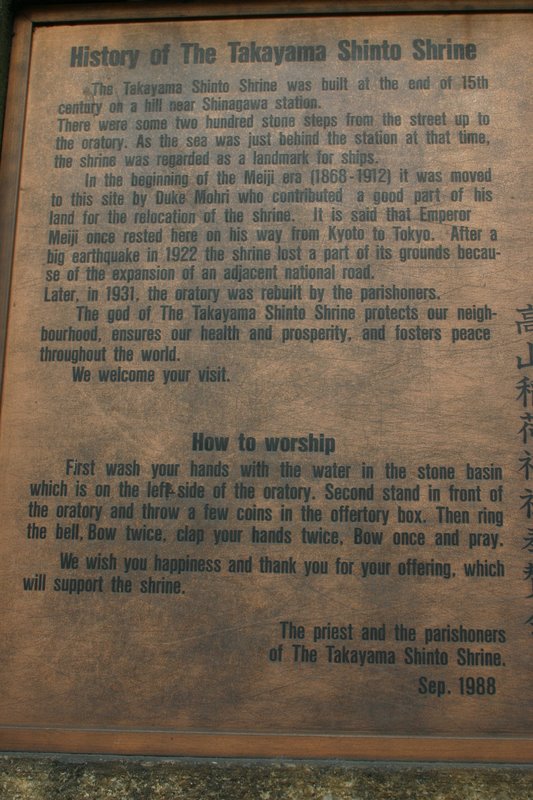 History of The Takayama Shinto Shrine
The Takayama Shinto Shrine was built at the end of 15th
century on a hill near Shinagawa station.
There were some two hundred stone steps from the street up to
the oratory. As the sea was just behind the station at that time,
the shrine was regarded as a landmark for ships.
In the beginning of the Meiji era (1868-1912) it was moved
to this site by Duke Mohri who contributed a good part of his
land for the relocation of the shrine. It is said that Emperor
Meiji once rested here on his way from Kyoto to Tokyo. After a
big earthquake in 1922 the shrine lost a part of its grounds becau-
se of the expansion of an adjacent national road.
Later, in 1931, the oratory was rebuilt by the parishoners.
The god of The Takayama Shinto Shrine protects our neigh-
bourhood, ensures our health and prosperity, and fosters peace
throughout the world.
We welcome your visit.
How to worship
First wash your hands with the water in the stone basin
which is on the left side of the oratory. Second stand in front of
the oratory and throw a few coins in the offertory box. Then ring
the bell, Bow twice, clap your hands twice, Bow once and pray.
We wish you happiness and thank you for your offering, which
will support the shrine.
The priest and the parishoners
of The Takayama Shinto Shrine.
Sep. 1988
高山稲荷神社